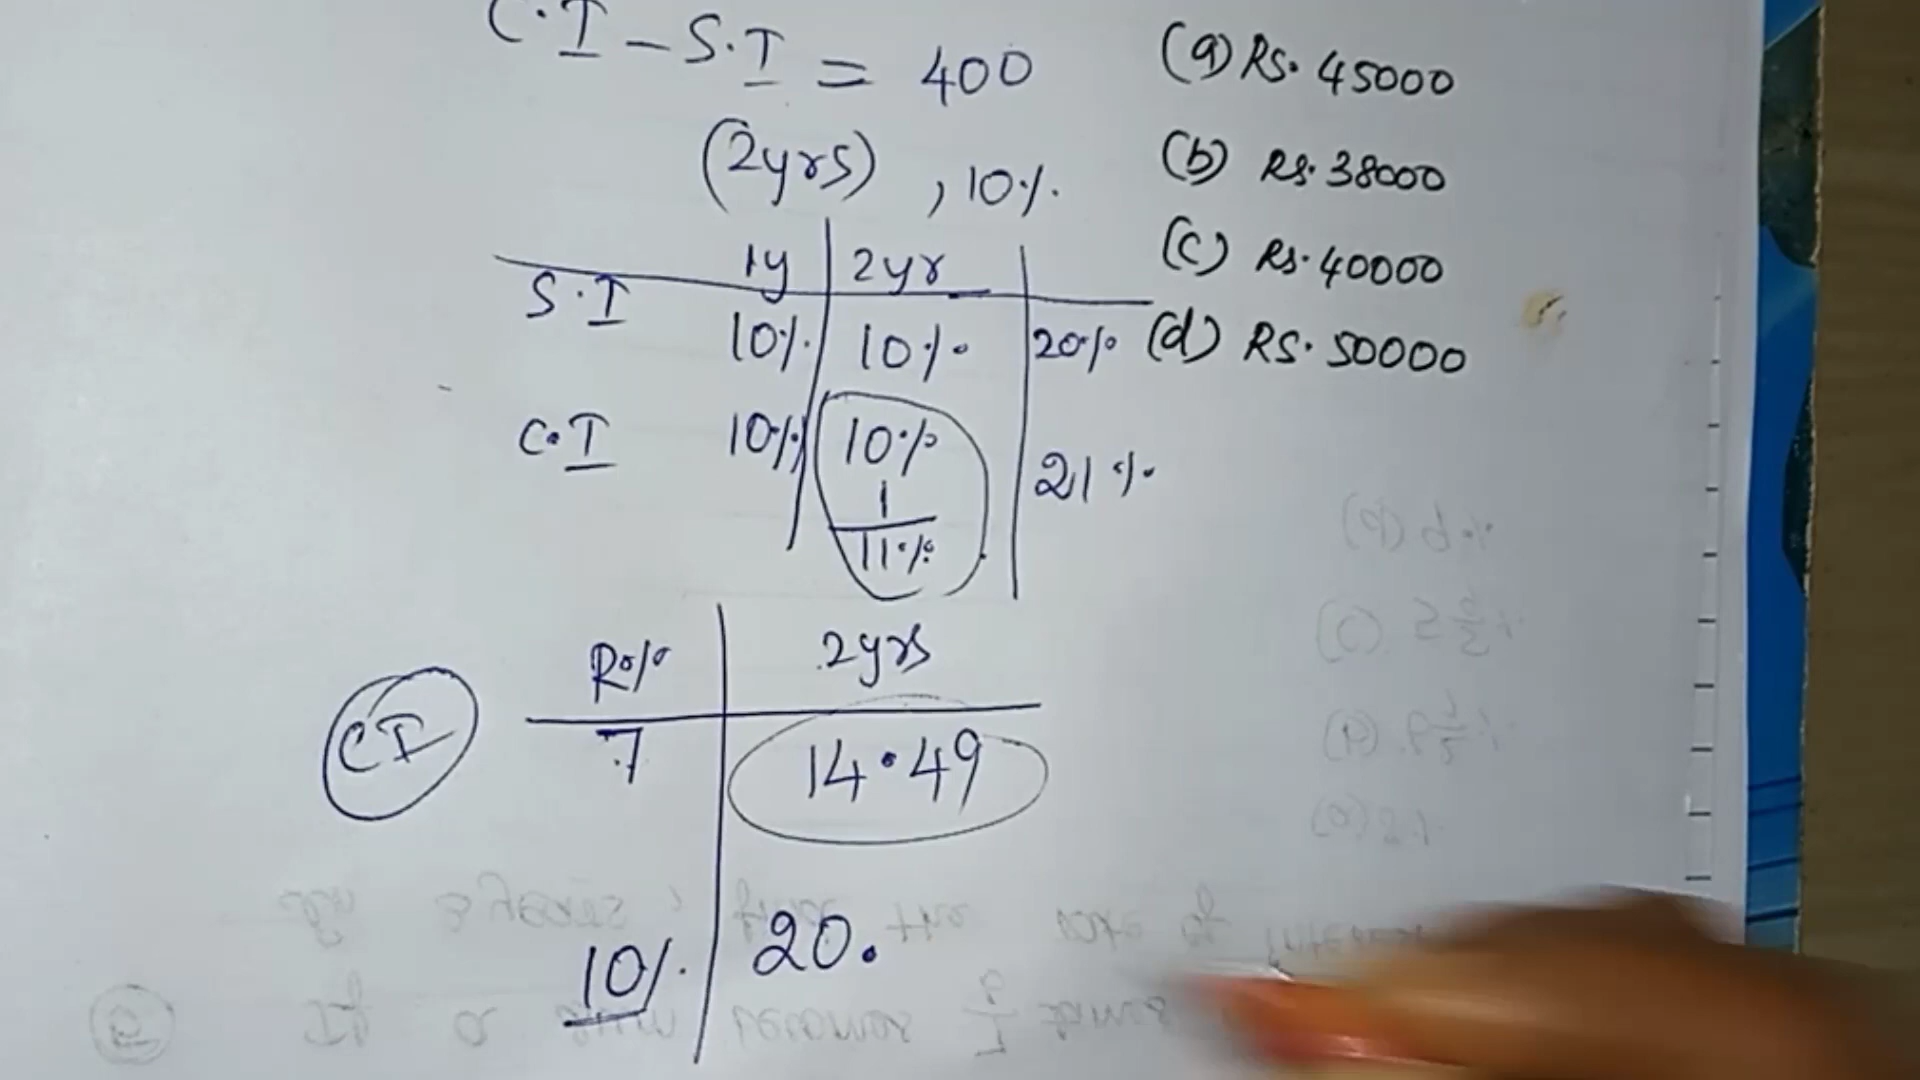 C.I - S.I = 400
(2yrs), 10%.
(a) Rs. 45000
(b) Rs. 38000
(c) Rs. 40000
(d) Rs. 50000
1y 2yr
S.I 10%. 10%. 20%
C.I 10% 10% 21%
1
11%
R% 2yrs
CI 7 14.49
10%. 20.